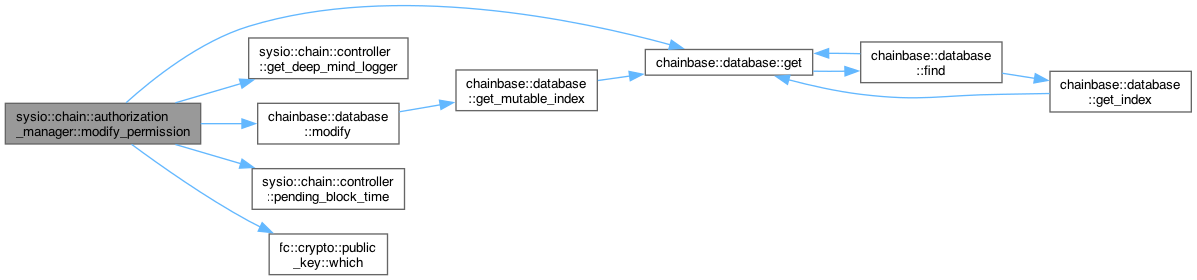 sysio::chain::authorization
_manager::modify_permission
sysio::chain::controller
::get_deep_mind_logger
chainbase::database
::modify
sysio::chain::controller
::pending_block_time
fc::crypto::public
_key::which
chainbase::database
::get_mutable_index
chainbase::database::get
chainbase::database
::find
chainbase::database
::get_index